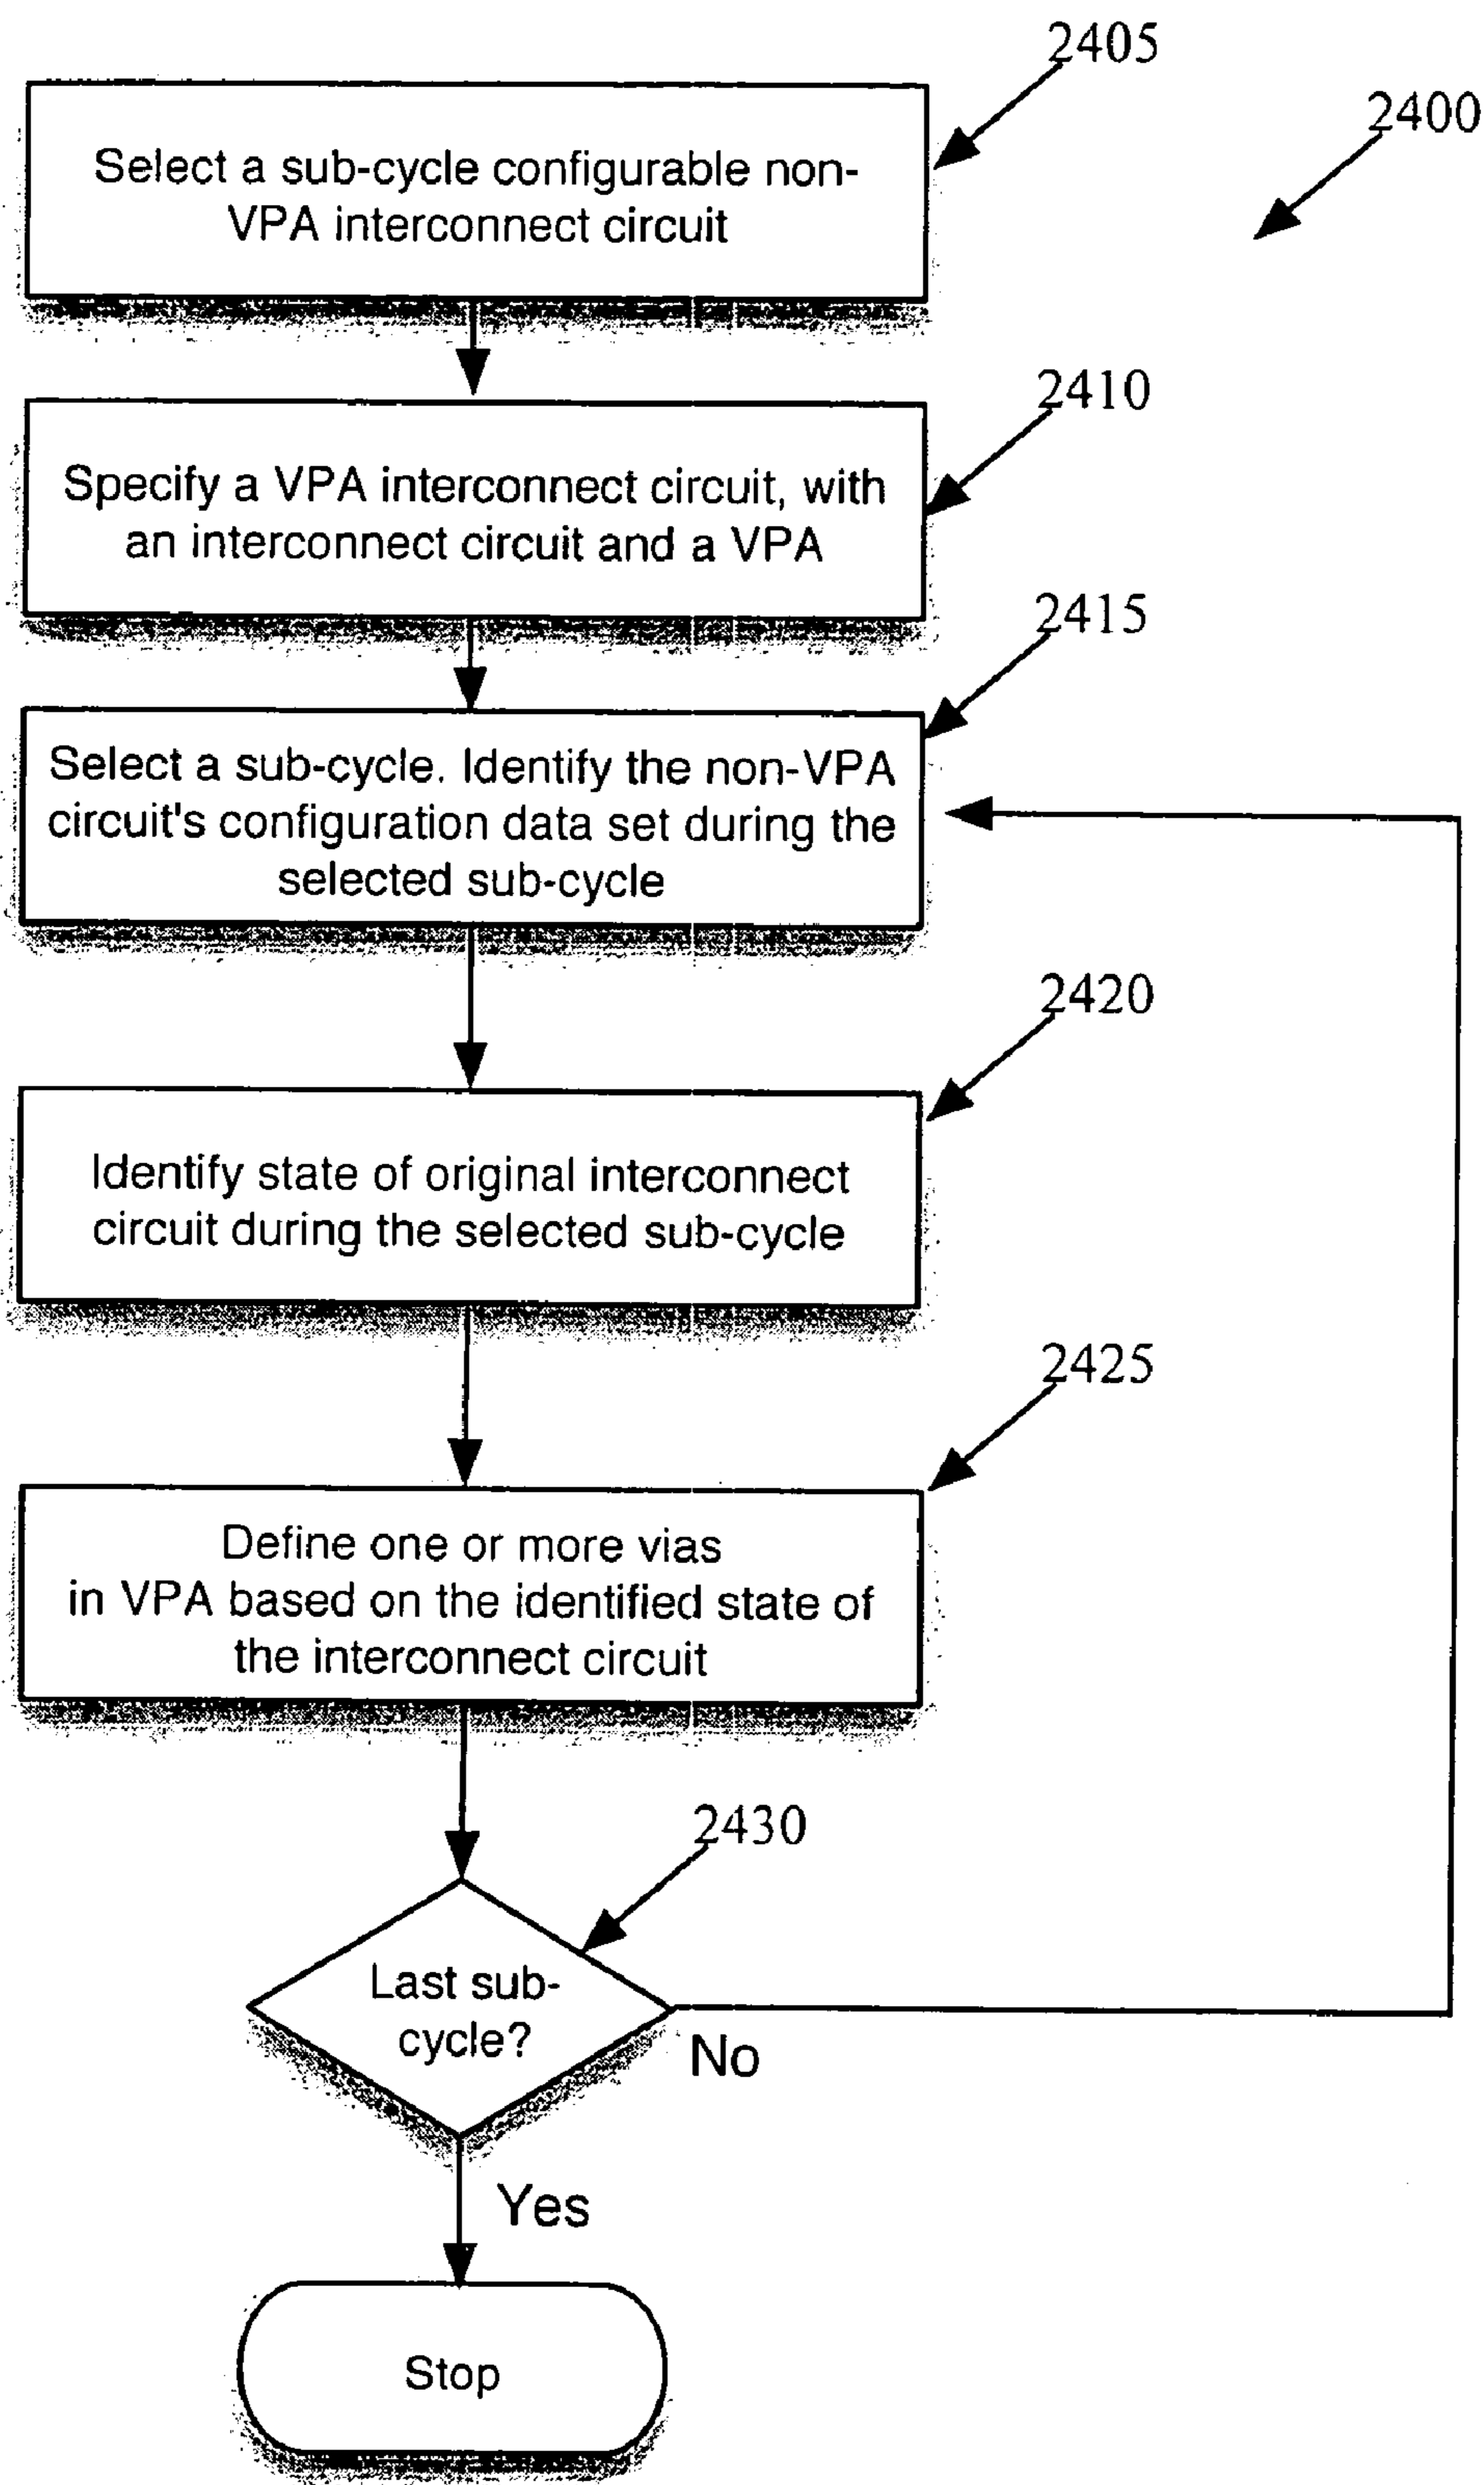 2405
2400
Select a sub-cycle configurable non-
VPA interconnect circuit
2410
Specify a VPA interconnect circuit, with
an interconnect circuit and a VPA
2415
Select a sub-cycle. Identify the non-VPA
circuit's configuration data set during the
selected sub-cycle
2420
Identify state of original interconnect
circuit during the selected sub-cycle
2425
Define one or more vias
in VPA based on the identified state of
the interconnect circuit
2430
Last sub-
cycle?
No
Yes
Stop